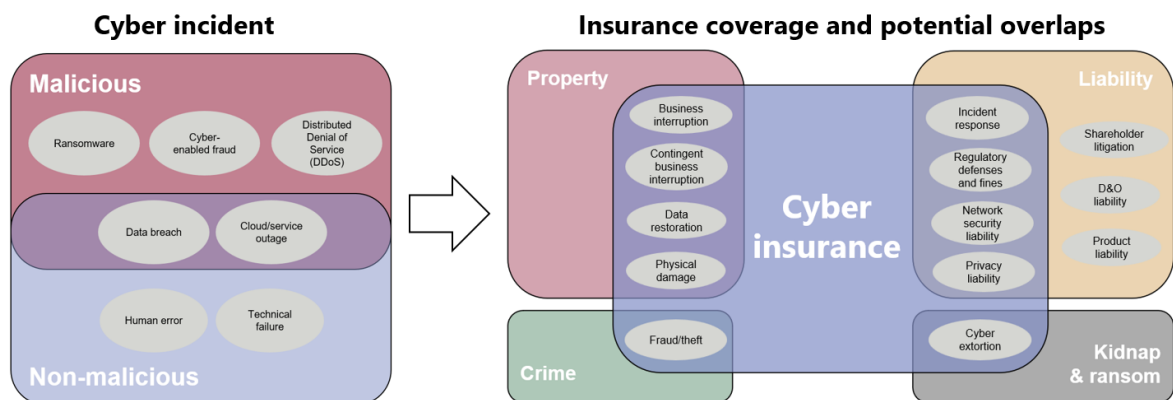 Cyber incident
Malicious
Ransomware
Cyber-
enabled fraud
Distributed
Denial of
Service
(DDoS)
Data breach
Cloud/service
outage
Human error
Technical
failure
Non-malicious
Insurance coverage and potential overlaps
Property
Business
interruption
Contingent
business
interruption
Data
restoration
Physical
damage
Cyber
insurance
Liability
Incident
response
Regulatory
defenses
and fines
Network
security
liability
Privacy
liability
Shareholder
litigation
D&O
liability
Product
liability
Fraud/theft
Crime
Cyber
extortion
Kidnap
& ransom